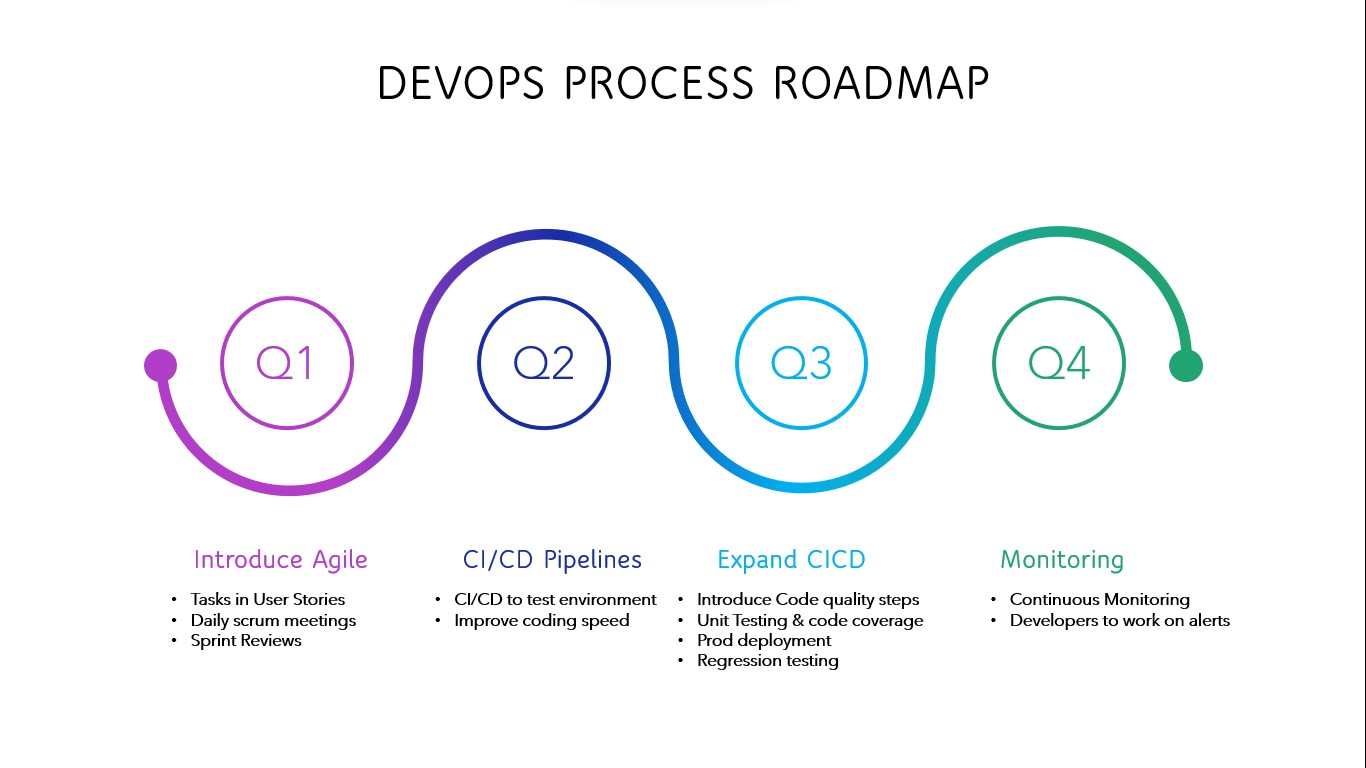 DEVOPS PROCESS ROADMAP
Q1
Q2
Q3
Q4
Introduce Agile
• Tasks in User Stories
• Daily scrum meetings
• Sprint Reviews
CI/CD Pipelines
• CI/CD to test environment
• Improve coding speed
Expand CICD
• Introduce Code quality steps
• Unit Testing & code coverage
• Prod deployment
• Regression testing
Monitoring
• Continuous Monitoring
• Developers to work on alerts